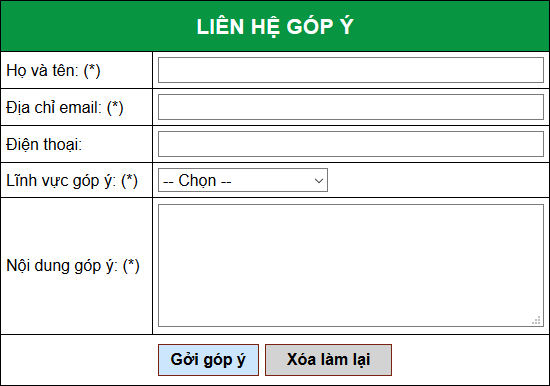 LIÊN HỆ GÓP Ý
Họ và tên: (*)
Địa chỉ email: (*)
Điện thoại:
Lĩnh vực góp ý: (*)
-- Chọn --
Nội dung góp ý: (*)
Gởi góp ý
Xóa làm lại